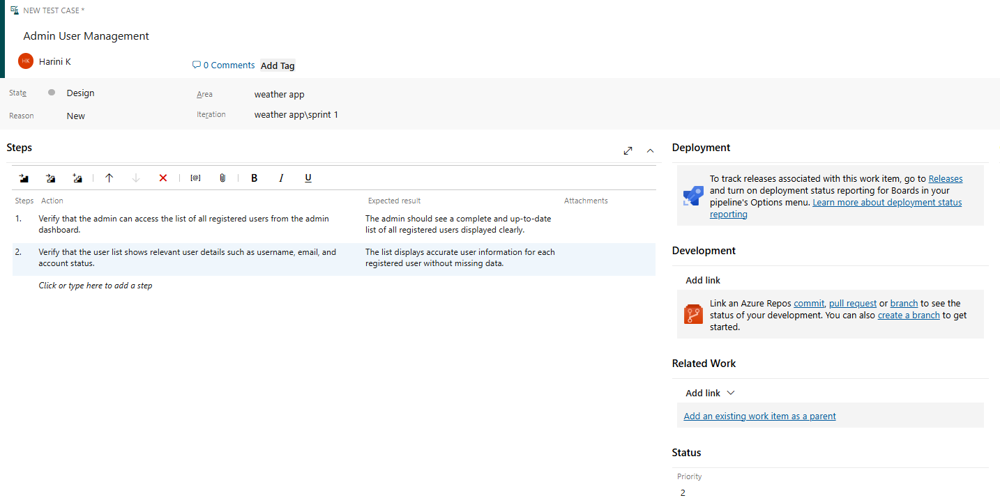 NEW TEST CASE *
Admin User Management
HK
Harini K
0 Comments
Add Tag
State
Design
Area
weather app
Reason
New
Iteration
weather app\sprint 1
Steps
[@]
B
I
U
Steps
Action
Expected result
Attachments
1.
Verify that the admin can access the list of all registered users from the admin
dashboard.
The admin should see a complete and up-to-date
list of all registered users displayed clearly.
2.
Verify that the user list shows relevant user details such as username, email, and
account status.
The list displays accurate user information for each
registered user without missing data.
Click or type here to add a step
Deployment
To track releases associated with this work item, go to Releases
and turn on deployment status reporting for Boards in your
pipeline's Options menu. Learn more about deployment status
reporting
Development
Add link
Link an Azure Repos commit, pull request or branch to see the
status of your development. You can also create a branch to get
started.
Related Work
Add link
Add an existing work item as a parent
Status
Priority
2